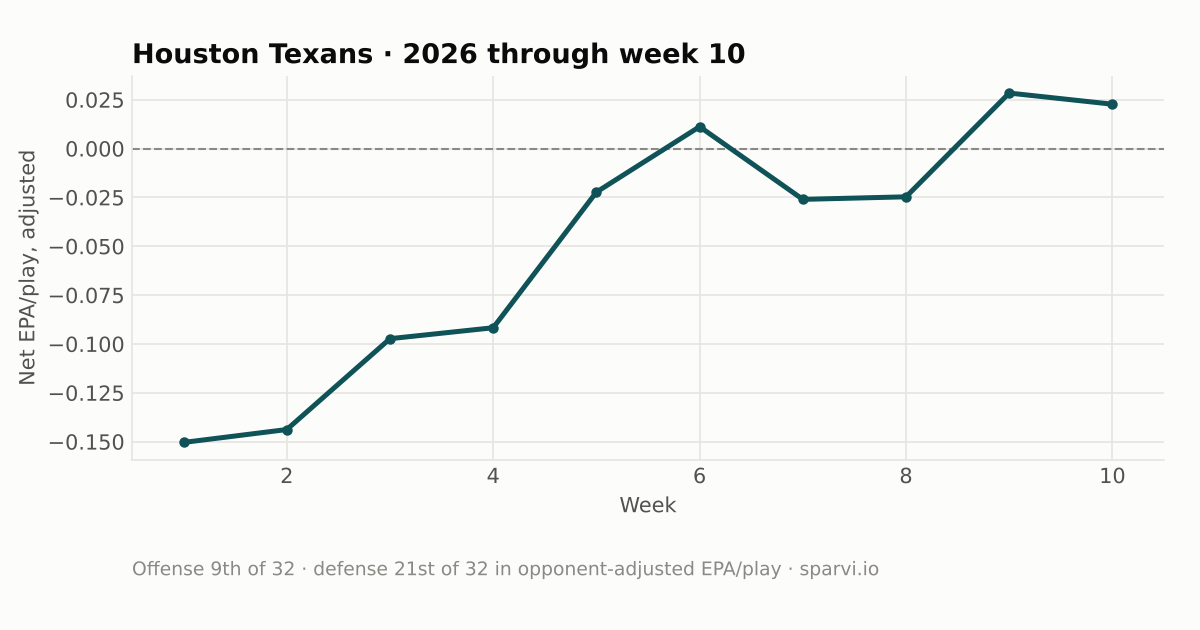 Houston Texans · 2026 through week 10
Net EPA/play, adjusted
0.025
0.000
−0.025
−0.050
−0.075
−0.100
−0.125
−0.150
2 4 6 8 10
Week
Offense 9th of 32 · defense 21st of 32 in opponent-adjusted EPA/play · sparvi.io